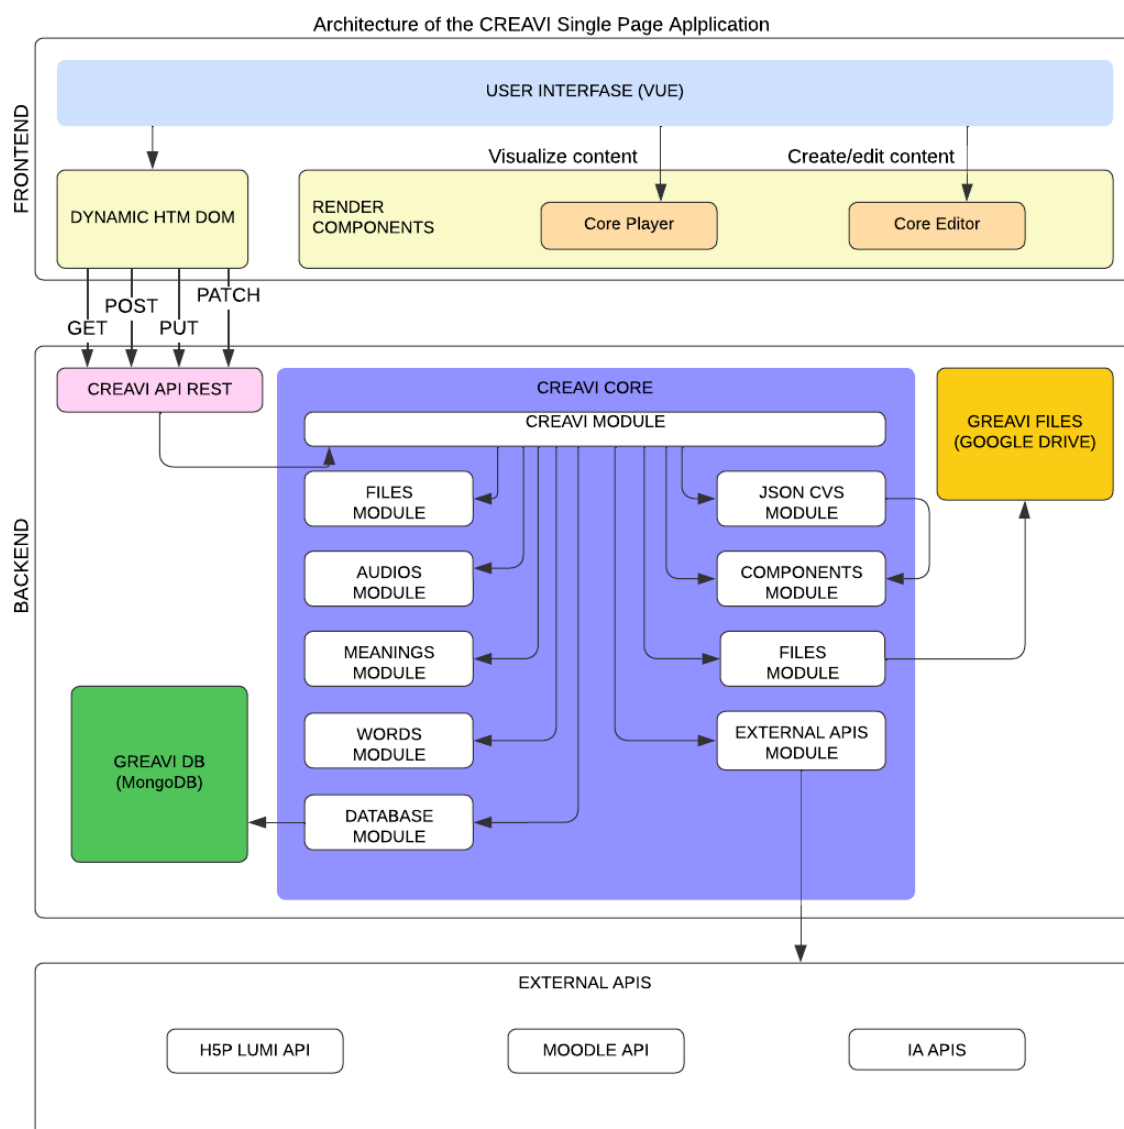 Architecture of the CREAVI Single Page Aplplication
FRONTEND
USER INTERFASE (VUE)
Visualize content
Create/edit content
DYNAMIC HTM DOM
RENDER
COMPONENTS
Core Player
Core Editor
GET
POST
PUT
PATCH
BACKEND
CREAVI API REST
CREAVI CORE
CREAVI MODULE
GREAVI FILES
(GOOGLE DRIVE)
FILES
MODULE
JSON CVS
MODULE
AUDIOS
MODULE
COMPONENTS
MODULE
MEANINGS
MODULE
FILES
MODULE
WORDS
MODULE
EXTERNAL APIS
MODULE
GREAVI DB
(MongoDB)
DATABASE
MODULE
EXTERNAL APIS
H5P LUMI API
MOODLE API
IA APIS